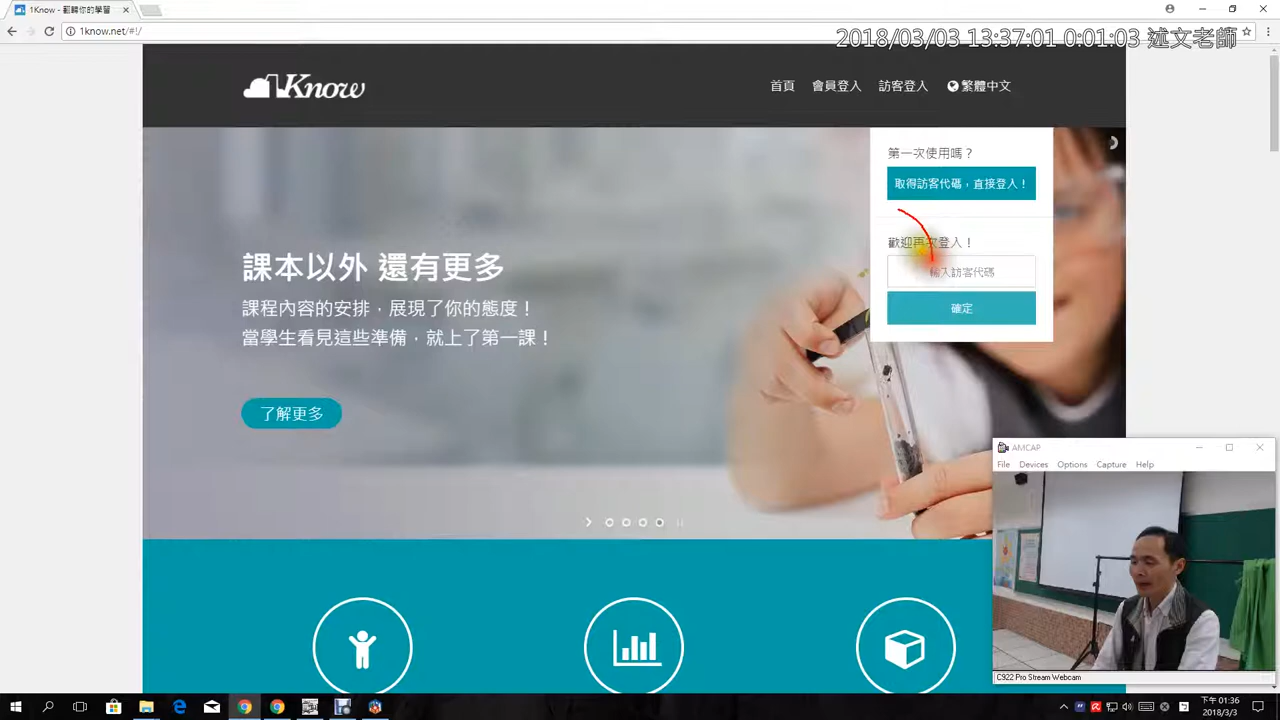 1Know - 翻轉你的學習
1know.net/#!/
2018/03/03 13:37:01 0:01:03 述文老師
1Know
首頁 會員登入 訪客登入 繁體中文
第一次使用嗎？
取得訪客代碼，直接登入！
歡迎再次登入！
輸入訪客代碼
確定
課本以外 還有更多
課程內容的安排，展現了你的態度！
當學生看見這些準備，就上了第一課！
了解更多
AMCAP
File Devices Options Capture Help
C922 Pro Stream Webcam
下午 01:36
2018/3/3